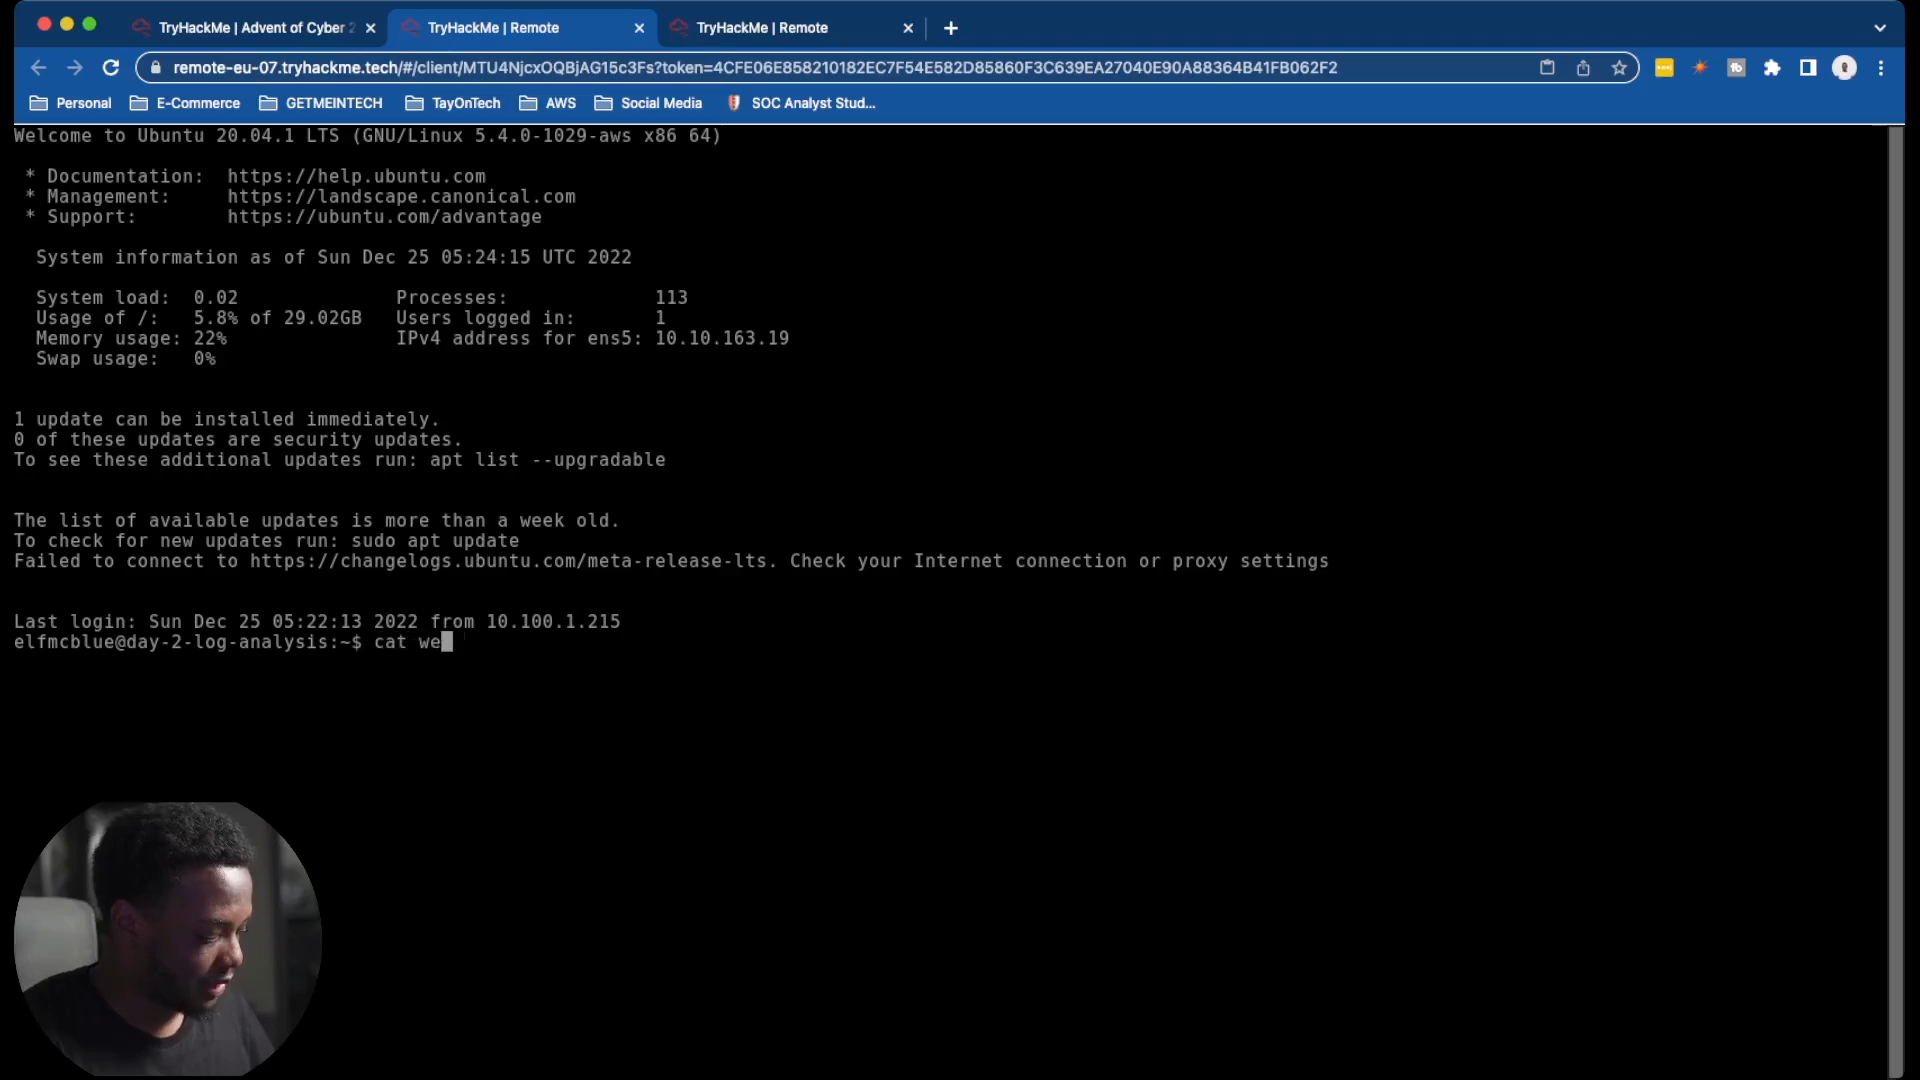 TryHackMe | Advent of Cyber 2
TryHackMe | Remote
TryHackMe | Remote
remote-eu-07.tryhackme.tech/#/client/MTU4NjcxOQBjAG15c3Fs?token=4CFE06E858210182EC7F54E582D85860F3C639EA27040E90A88364B41FB062F2
Personal
E-Commerce
GETMEINTECH
TayOnTech
AWS
Social Media
SOC Analyst Stud...
Welcome to Ubuntu 20.04.1 LTS (GNU/Linux 5.4.0-1029-aws x86 64)
* Documentation: https://help.ubuntu.com
* Management: https://landscape.canonical.com
* Support: https://ubuntu.com/advantage
System information as of Sun Dec 25 05:24:15 UTC 2022
System load: 0.02 Processes: 113
Usage of /: 5.8% of 29.02GB Users logged in: 1
Memory usage: 22% IPv4 address for ens5: 10.10.163.19
Swap usage: 0%
1 update can be installed immediately.
0 of these updates are security updates.
To see these additional updates run: apt list --upgradable
The list of available updates is more than a week old.
To check for new updates run: sudo apt update
Failed to connect to https://changelogs.ubuntu.com/meta-release-lts. Check your Internet connection or proxy settings
Last login: Sun Dec 25 05:22:13 2022 from 10.100.1.215
elfmcblue@day-2-log-analysis:~$ cat we